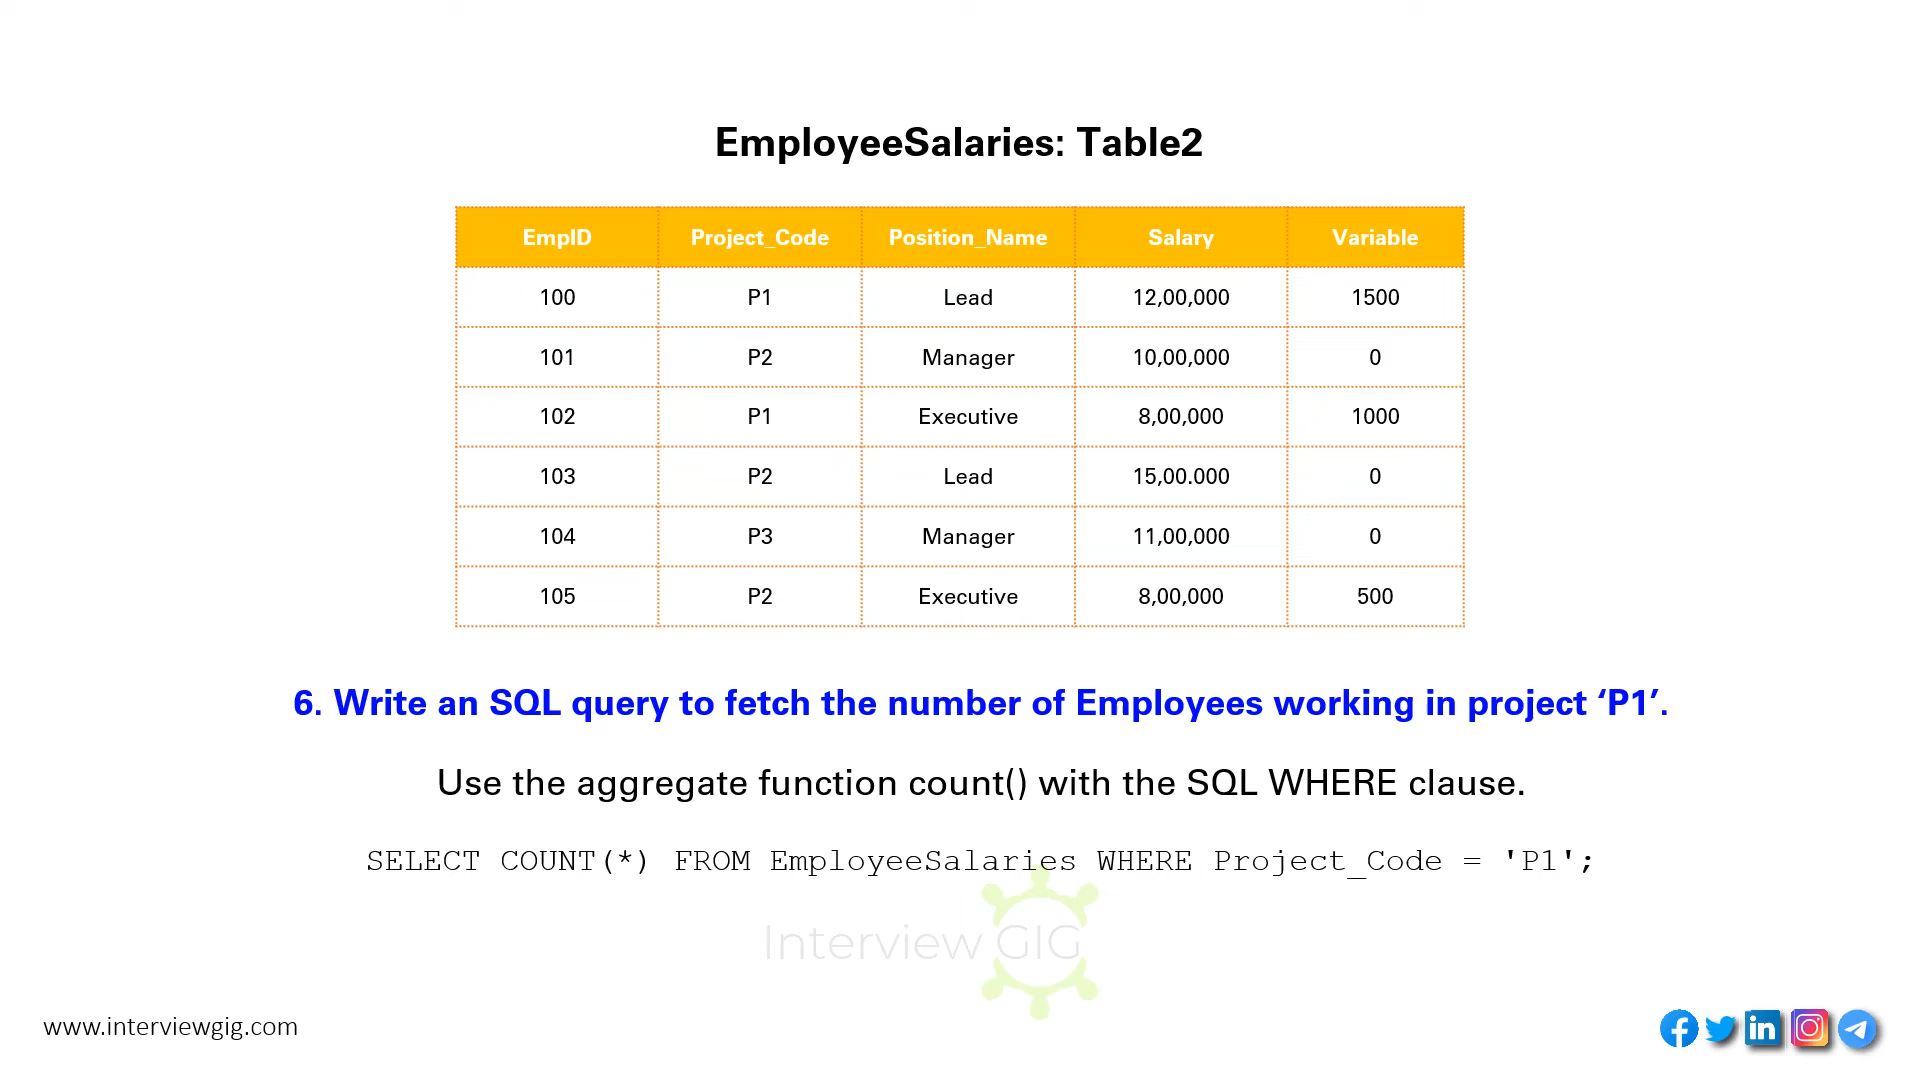 EmployeeSalaries: Table2
EmpID Project_Code Position_Name Salary Variable
100 P1 Lead 12,00,000 1500
101 P2 Manager 10,00,000 0
102 P1 Executive 8,00,000 1000
103 P2 Lead 15,00.000 0
104 P3 Manager 11,00,000 0
105 P2 Executive 8,00,000 500
6. Write an SQL query to fetch the number of Employees working in project ‘P1’.
Use the aggregate function count() with the SQL WHERE clause.
SELECT COUNT(*) FROM EmployeeSalaries WHERE Project_Code = 'P1';
Interview GIG
www.interviewgig.com